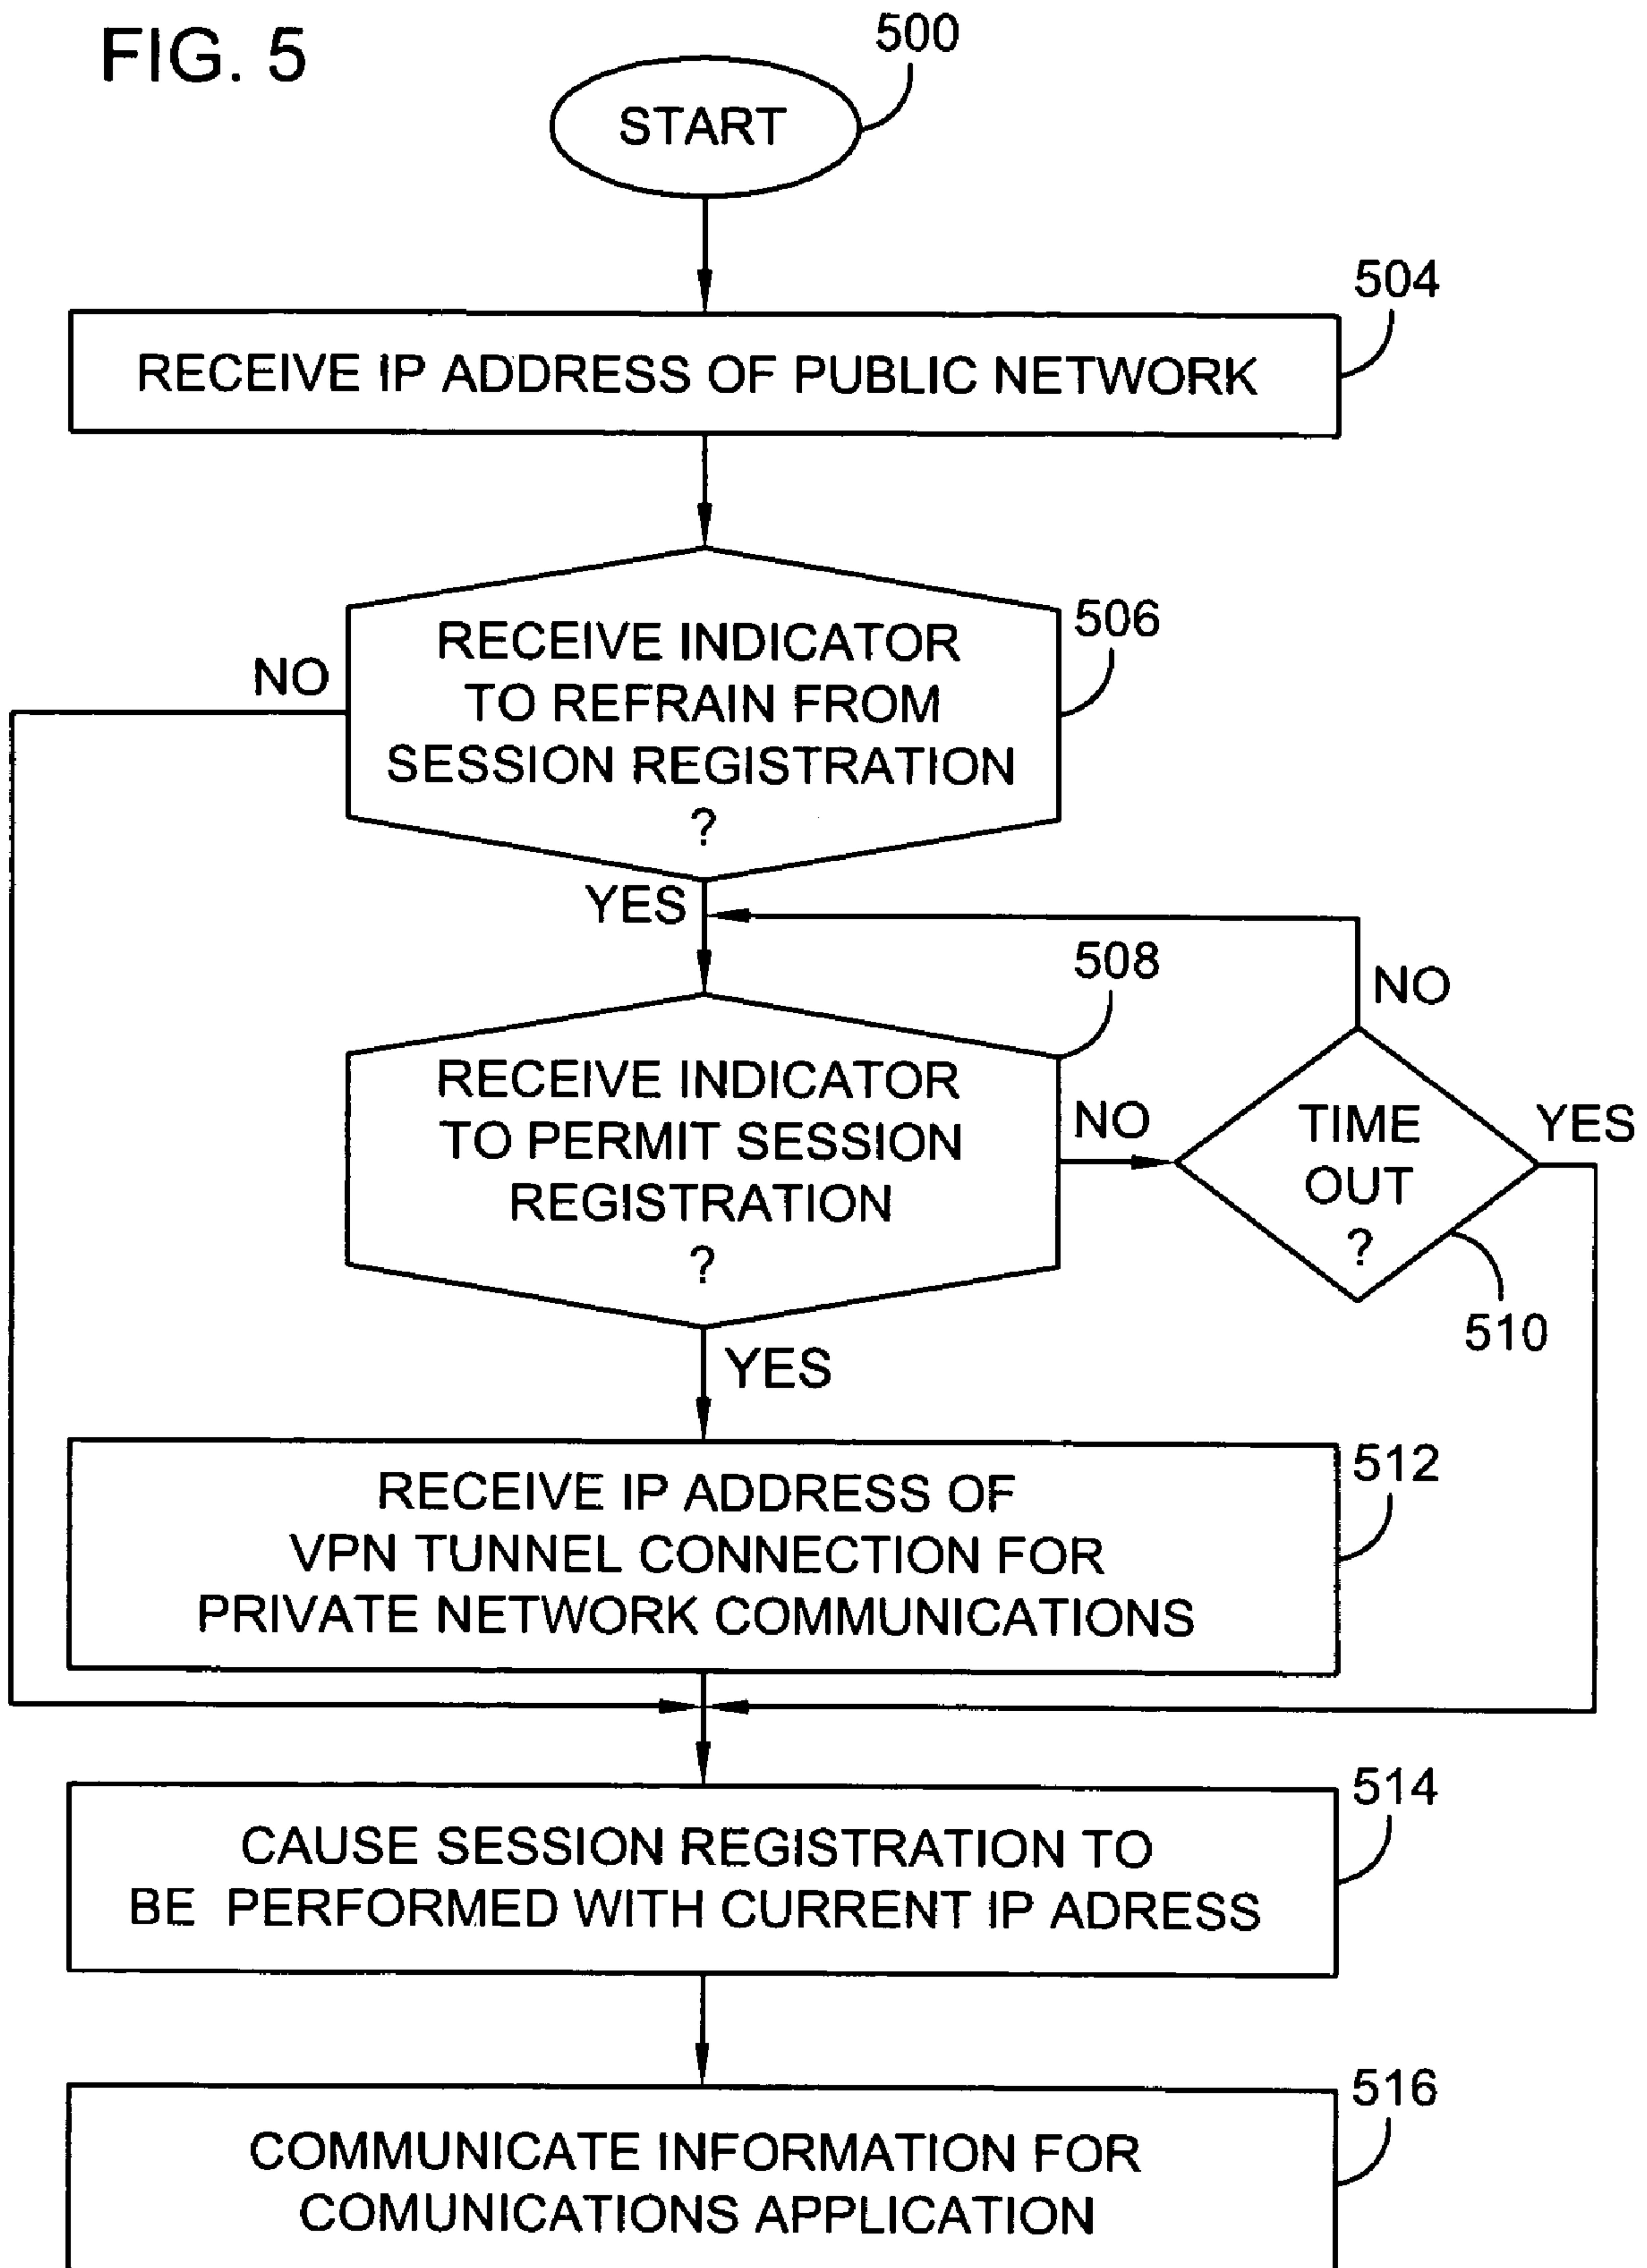 FIG. 5
500
START
504
RECEIVE IP ADDRESS OF PUBLIC NETWORK
506
RECEIVE INDICATOR
TO REFRAIN FROM
SESSION REGISTRATION
?
NO
YES
508
RECEIVE INDICATOR
TO PERMIT SESSION
REGISTRATION
?
NO
NO
TIME
OUT
?
YES
510
YES
512
RECEIVE IP ADDRESS OF
VPN TUNNEL CONNECTION FOR
PRIVATE NETWORK COMMUNICATIONS
514
CAUSE SESSION REGISTRATION TO
BE PERFORMED WITH CURRENT IP ADRESS
516
COMMUNICATE INFORMATION FOR
COMUNICATIONS APPLICATION